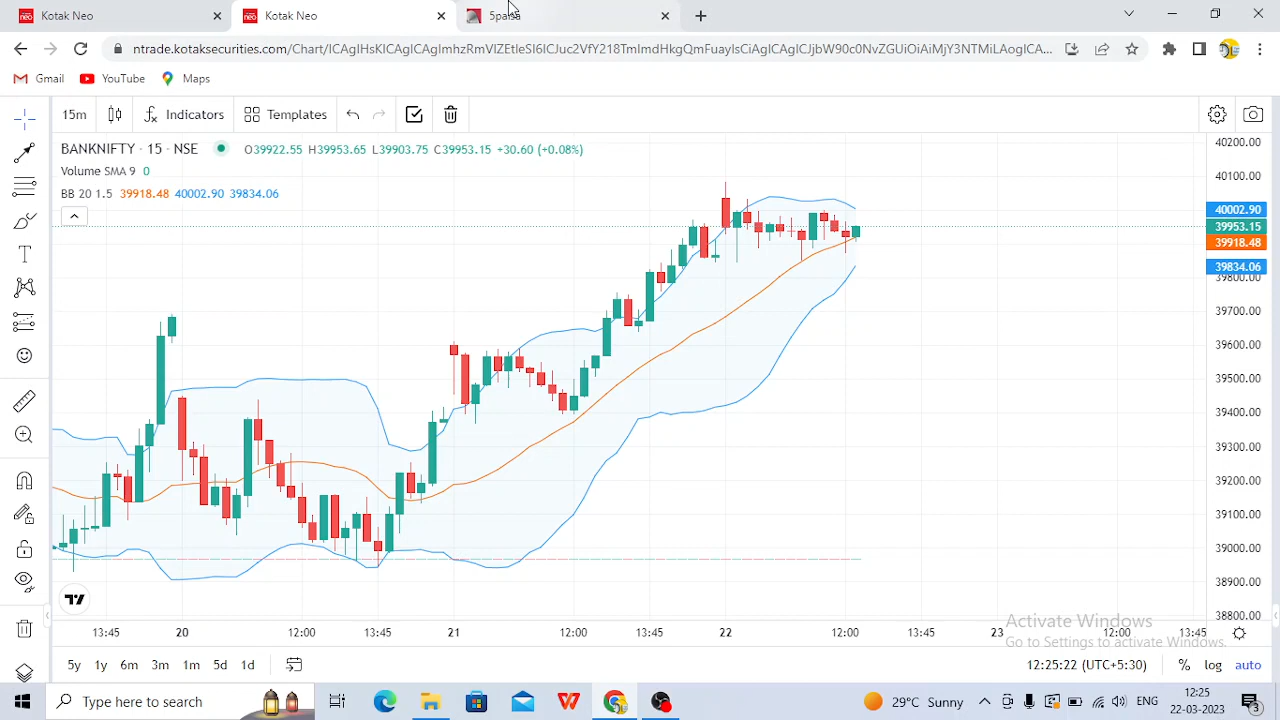 neo Kotak Neo
neo Kotak Neo
5paisa
ntrade.kotaksecurities.com/Chart/
Gmail YouTube Maps
15m Indicators Templates
BANKNIFTY · 15 · NSE O39922.55 H39953.65 L39903.75 C39953.15 +30.60 (+0.08%)
Volume SMA 9 0
BB 20 1.5 39918.48 40002.90 39834.06
40200.00
40100.00
40002.90
39953.15
39918.48
39834.06
39800.00
39700.00
39600.00
39500.00
39400.00
39300.00
39200.00
39100.00
39000.00
38900.00
38800.00
13:45 20 12:00 13:45 21 12:00 13:45 22 12:00 13:45 23 12:00 13:45
Activate Windows
Go to Settings to activate Windows.
5y 1y 6m 3m 1m 5d 1d 12:25:22 (UTC+5:30) % log auto
Type here to search 29°C Sunny ENG 12:25
22-03-2023 3